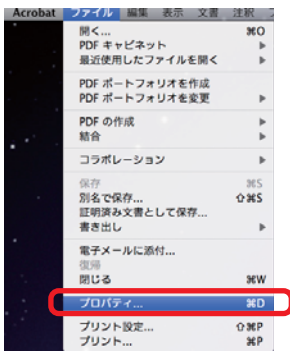 Acrobat ファイル 編集 表示 文書 注釈
開く... ⌘O
PDF キャビネット ▶
最近使用したファイルを開く ▶
PDF ポートフォリオを作成
PDF ポートフォリオを変更 ▶
PDF の作成 ▶
結合 ▶
コラボレーション ▶
保存 ⌘S
別名で保存... ⇧⌘S
証明済み文書として保存...
書き出し ▶
電子メールに添付...
復帰
閉じる ⌘W
プロパティ... ⌘D
プリント設定... ⇧⌘P
プリント... ⌘P